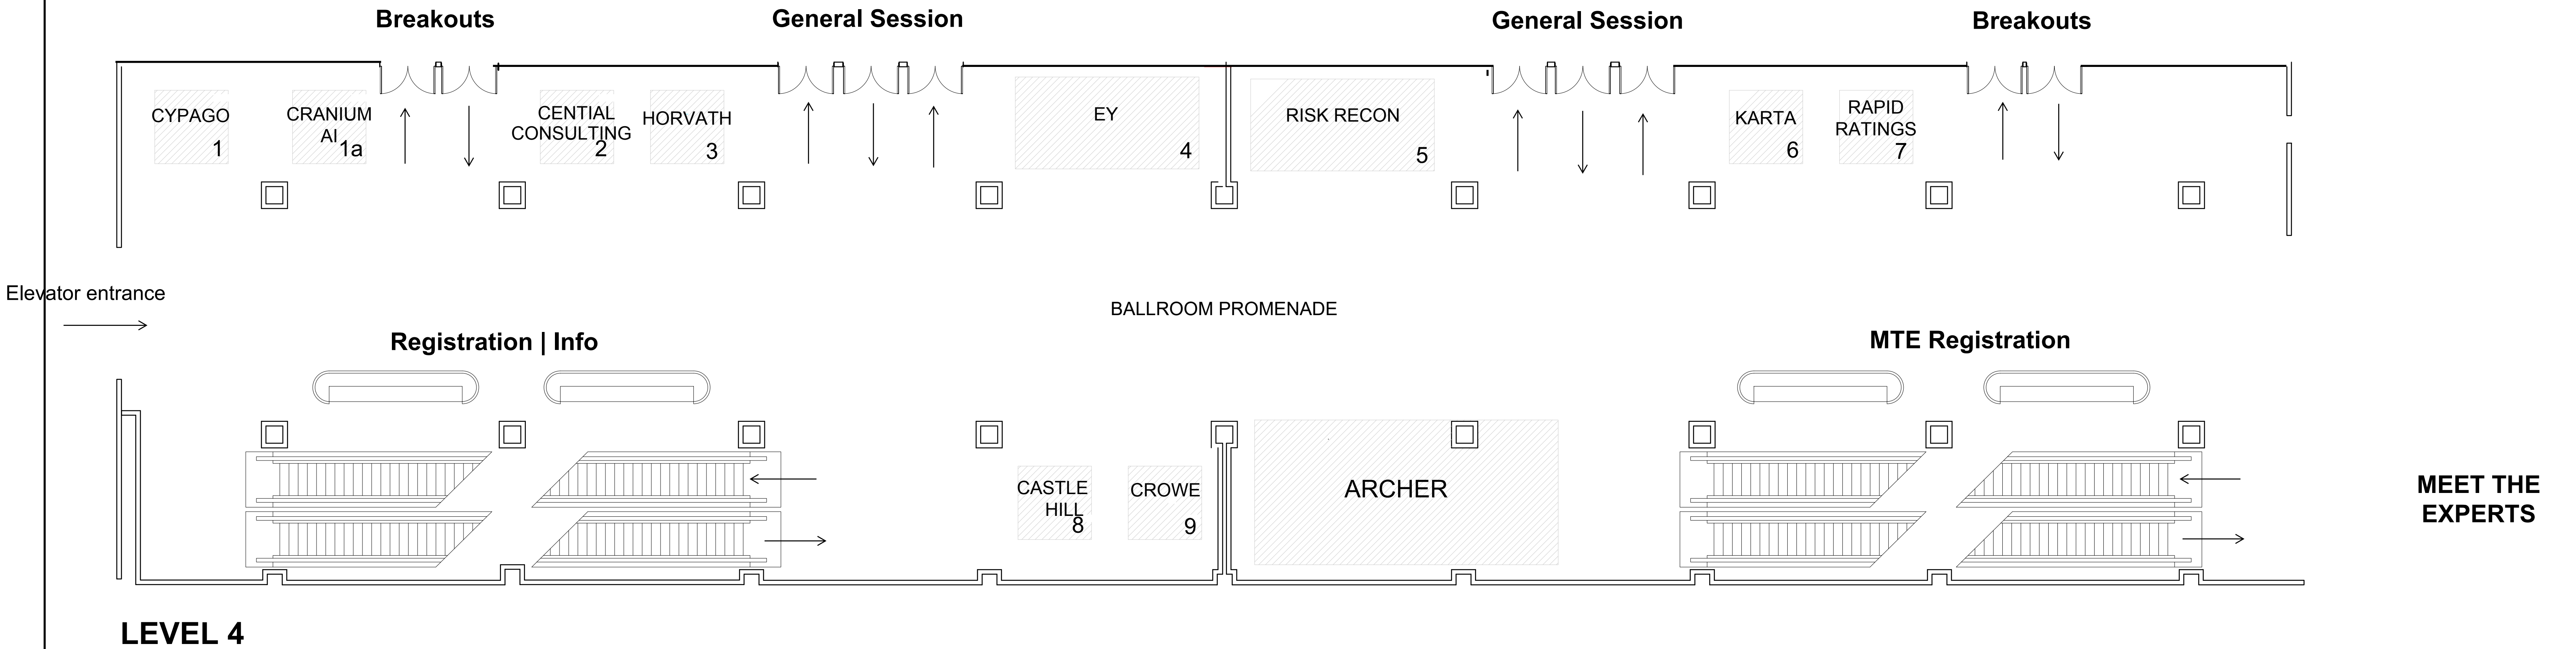 Breakouts
General Session
General Session
Breakouts
CYPAGO
1
CRANIUM
AI
1a
CENTIAL
CONSULTING
2
HORVATH
3
EY
4
RISK RECON
5
KARTA
6
RAPID
RATINGS
7
Elevator entrance
BALLROOM PROMENADE
Registration | Info
MTE Registration
CASTLE
HILL
8
CROWE
9
ARCHER
MEET THE
EXPERTS
LEVEL 4